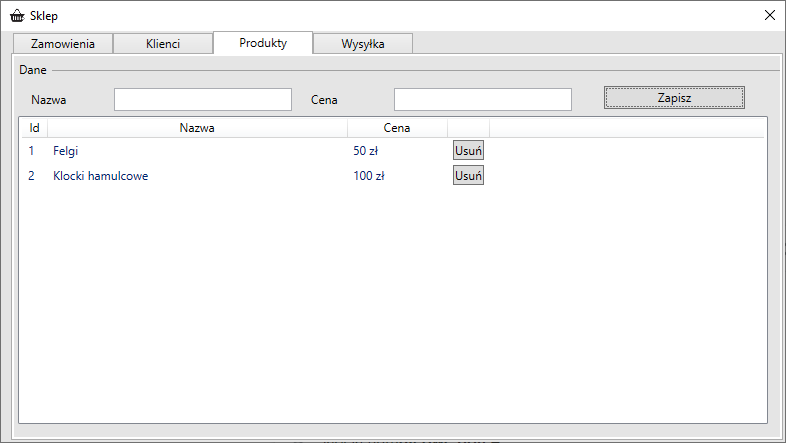 Sklep
Zamowienia Klienci Produkty Wysyłka
Dane
Nazwa Cena Zapisz
Id Nazwa Cena
1 Felgi 50 zł Usuń
2 Klocki hamulcowe 100 zł Usuń